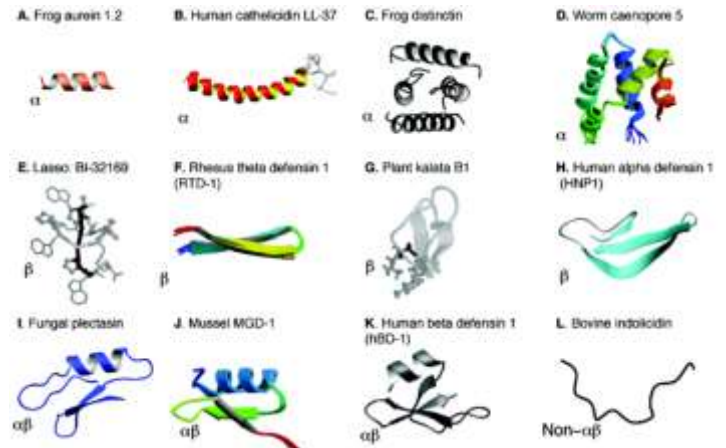 A. Frog aurein 1.2
B. Human cathelicidin LL-37
C. Frog distinctin
D. Worm caenopore 5
α
α
α
α
E. Lasso: BI-32169
F. Rhesus theta defensin 1
(RTD-1)
G. Plant kalata B1
H. Human alpha defensin 1
(HNP1)
β
β
β
β
I. Fungal plectasin
J. Mussel MGD-1
K. Human beta defensin 1
(hBD-1)
L. Bovine indolicidin
αβ
αβ
αβ
Non-αβ